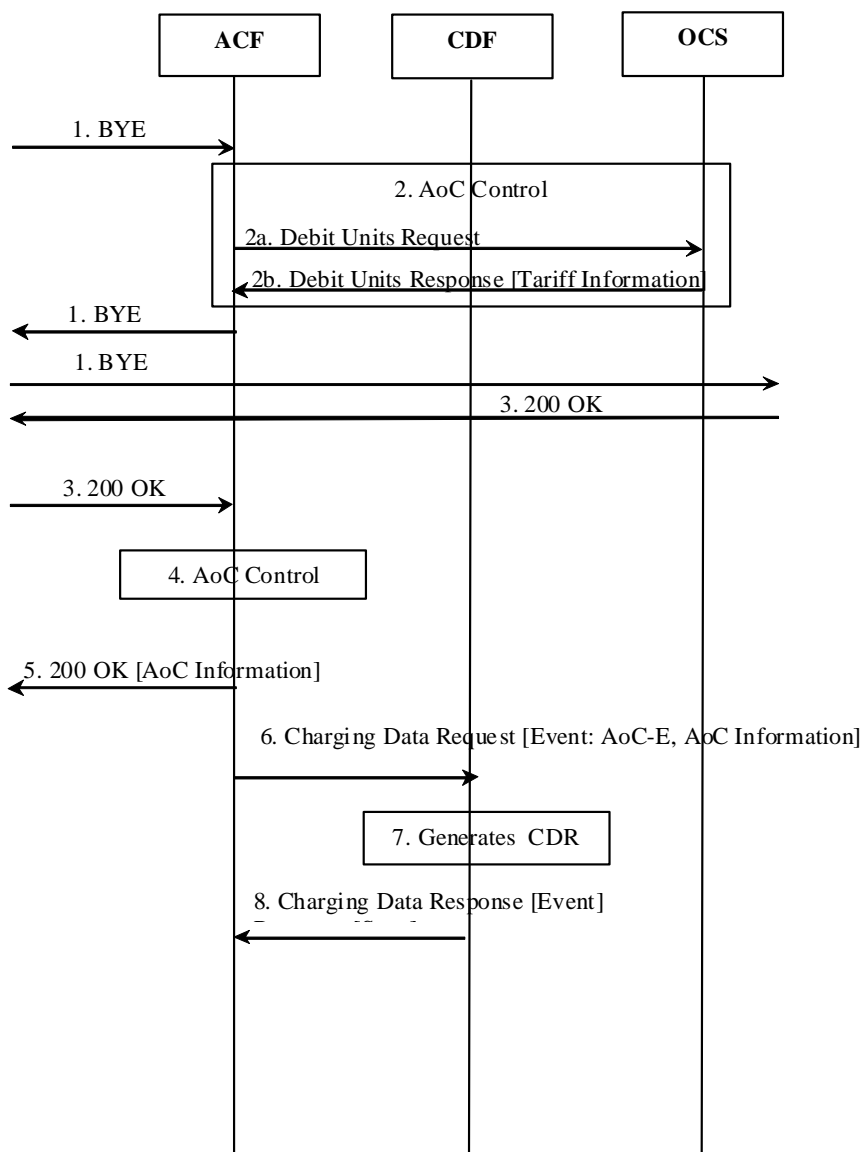 ACF CDF OCS
1. BYE
2. AoC Control
2a. Debit Units Request
2b. Debit Units Response [Tariff Information]
1. BYE
1. BYE
3. 200 OK
3. 200 OK
4. AoC Control
5. 200 OK [AoC Information]
6. Charging Data Request [Event: AoC-E, AoC Information]
7. Generates CDR
8. Charging Data Response [Event]